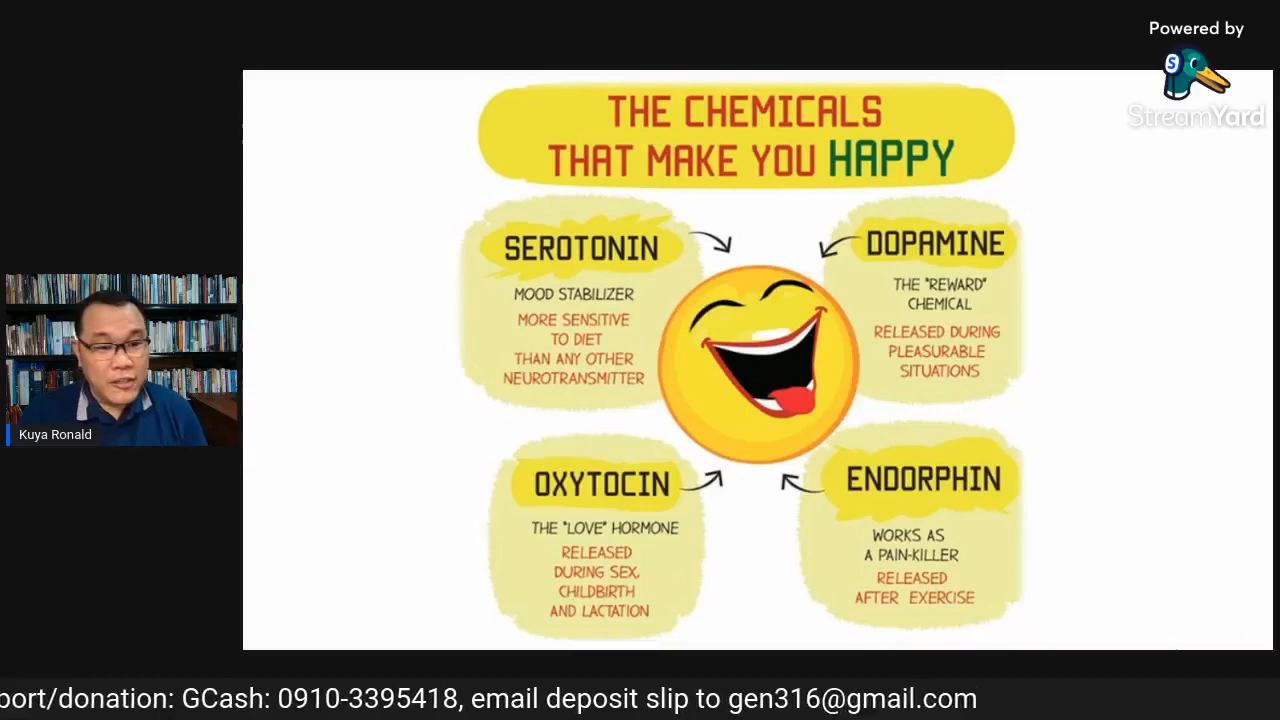 Powered by
S
StreamYard
THE CHEMICALS
THAT MAKE YOU HAPPY
SEROTONIN
MOOD STABILIZER
MORE SENSITIVE
TO DIET
THAN ANY OTHER
NEUROTRANSMITTER
DOPAMINE
THE "REWARD"
CHEMICAL
RELEASED DURING
PLEASURABLE
SITUATIONS
OXYTOCIN
THE "LOVE" HORMONE
RELEASED
DURING SEX,
CHILDBIRTH
AND LACTATION
ENDORPHIN
WORKS AS
A PAIN-KILLER
RELEASED
AFTER EXERCISE
Kuya Ronald
port/donation: GCash: 0910-3395418, email deposit slip to gen316@gmail.com